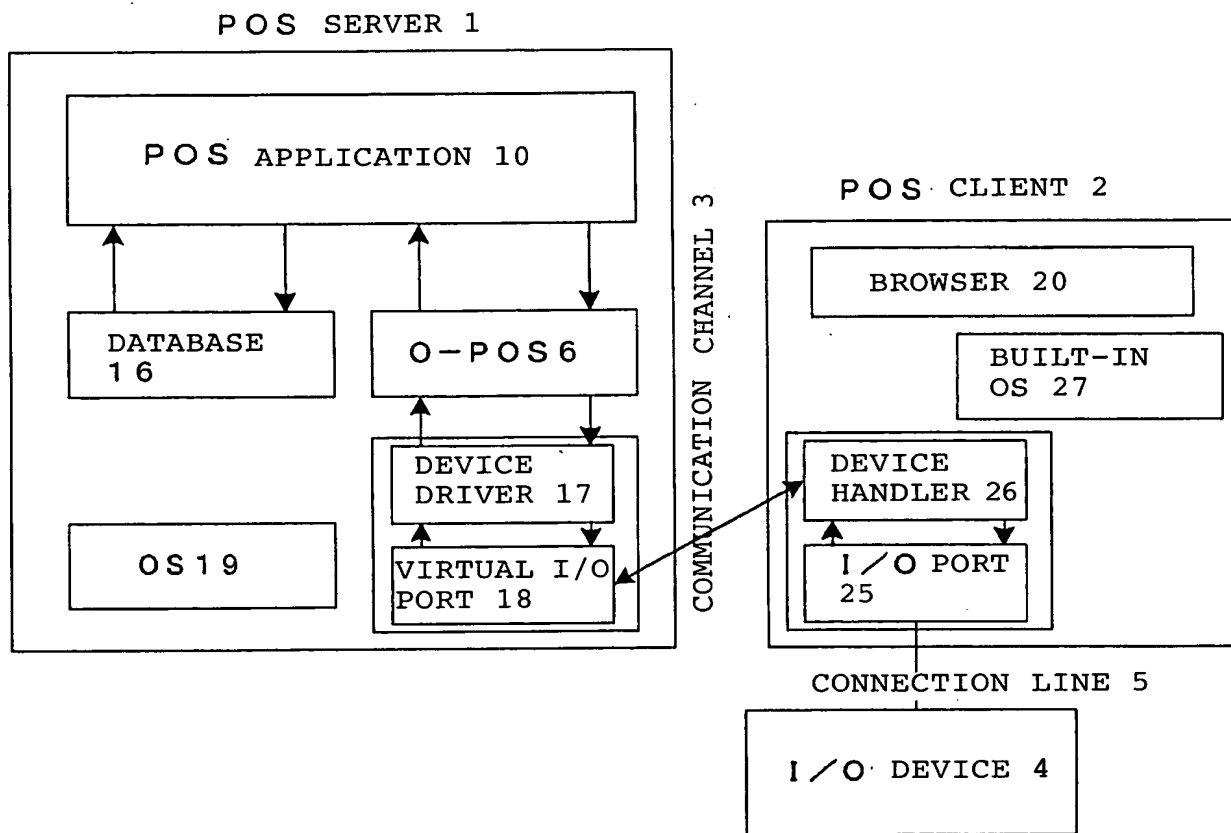 POS SERVER 1
POS APPLICATION 10
DATABASE
16
O-POS6
DEVICE
DRIVER 17
VIRTUAL I/O
PORT 18
OS19
COMMUNICATION CHANNEL 3
POS CLIENT 2
BROWSER 20
BUILT-IN
OS 27
DEVICE
HANDLER 26
I/O PORT
25
CONNECTION LINE 5
I/O DEVICE 4